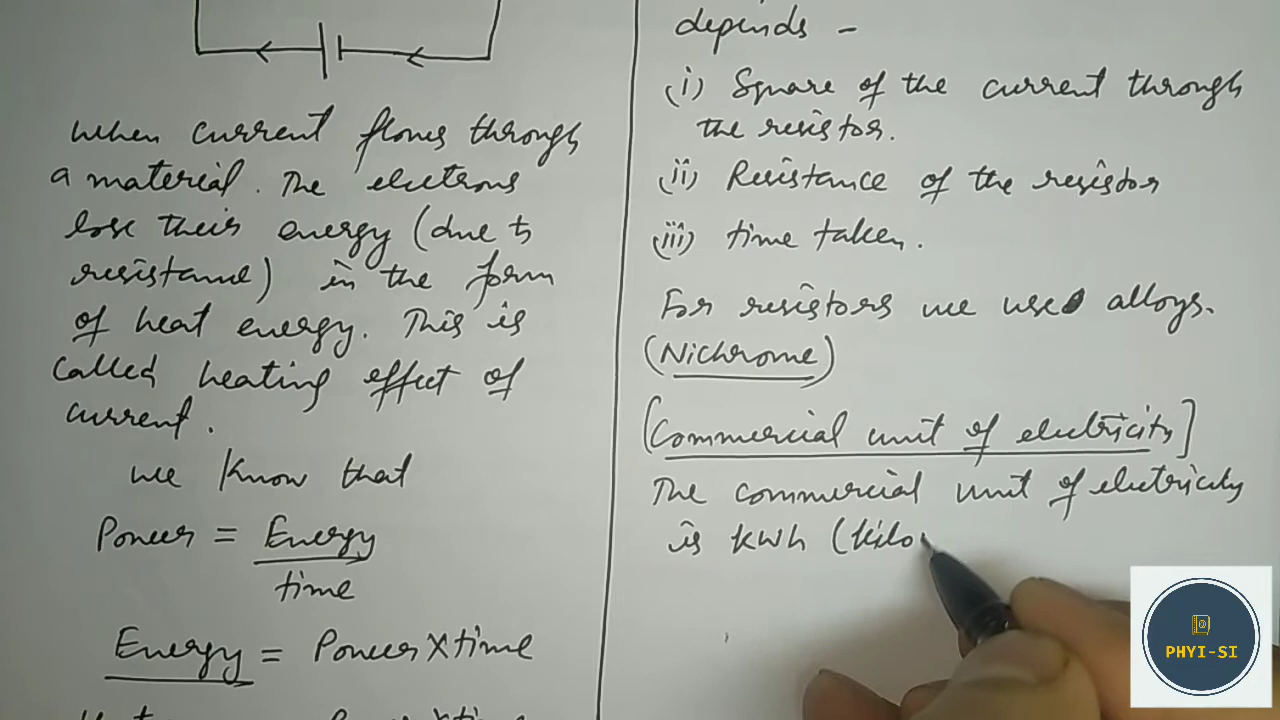 when current flows through
a material. The electrons
lose their energy (due to
resistance) in the form
of heat energy. This is
called heating effect of
current.
we know that
Power = Energy
time
Energy = Power × time
Power × time
depends -
(i) Square of the current through
the resistor.
(ii) Resistance of the resistor
(iii) time taken.
For resistors we use alloys.
(Nichrome)
[Commercial unit of electricity]
The commercial unit of electricity
is kwh (kilo
PHYI-SI